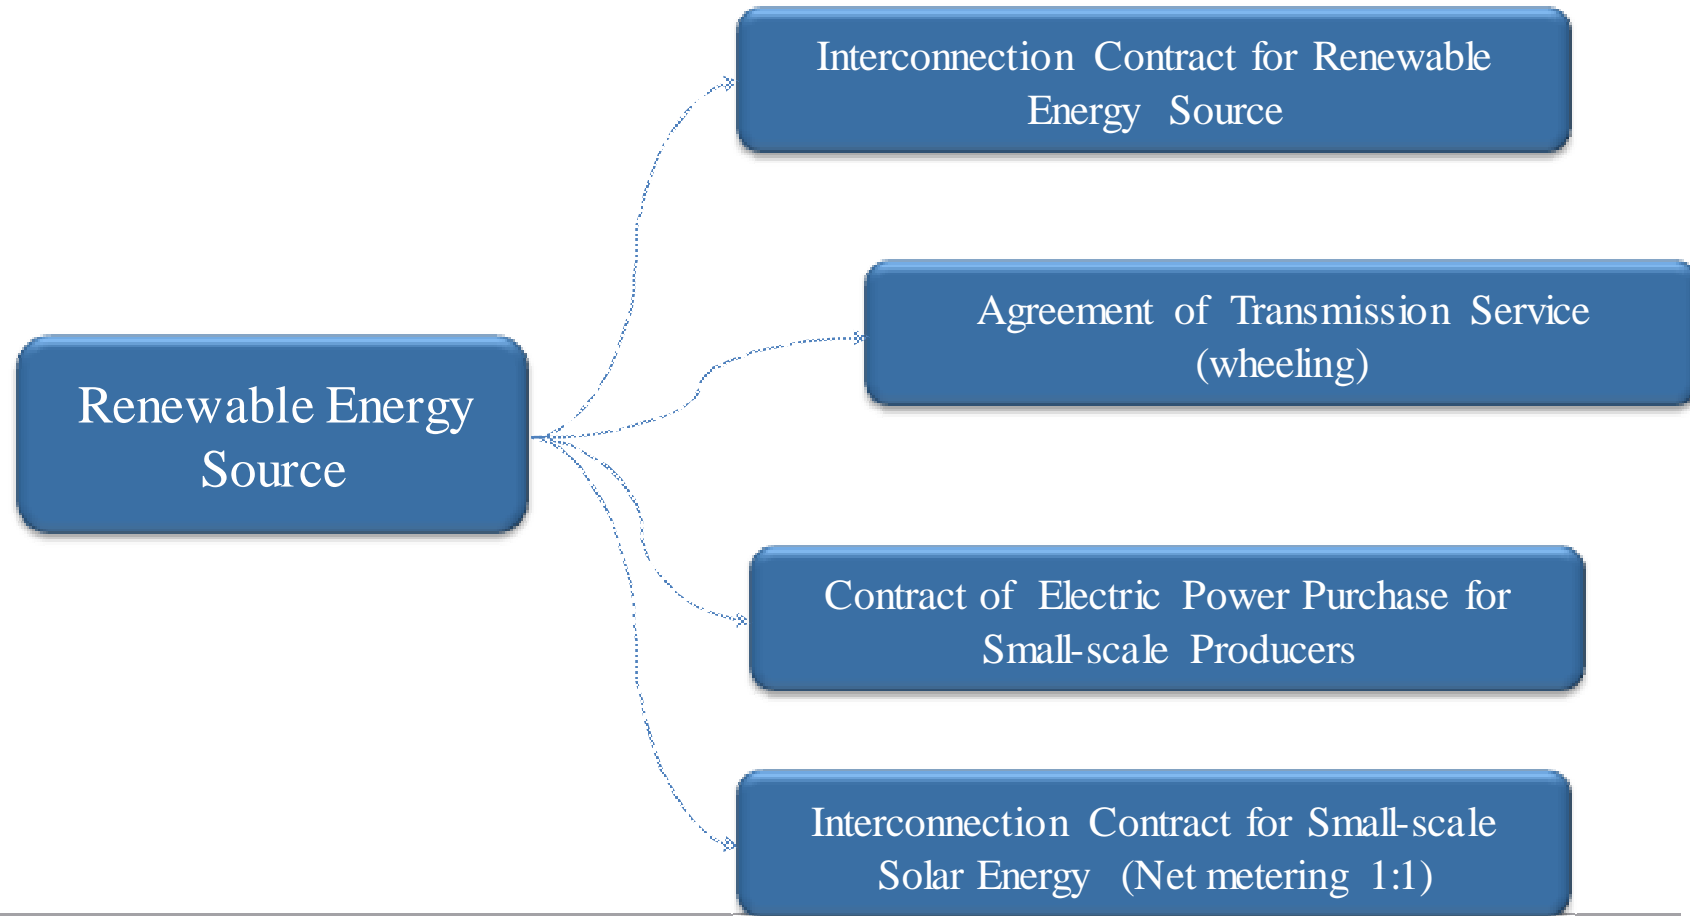 Interconnection Contract for Renewable
Energy Source
Agreement of Transmission Service
(wheeling)
Renewable Energy
Source
Contract of Electric Power Purchase for
Small-scale Producers
Interconnection Contract for Small-scale
Solar Energy (Net metering 1:1)